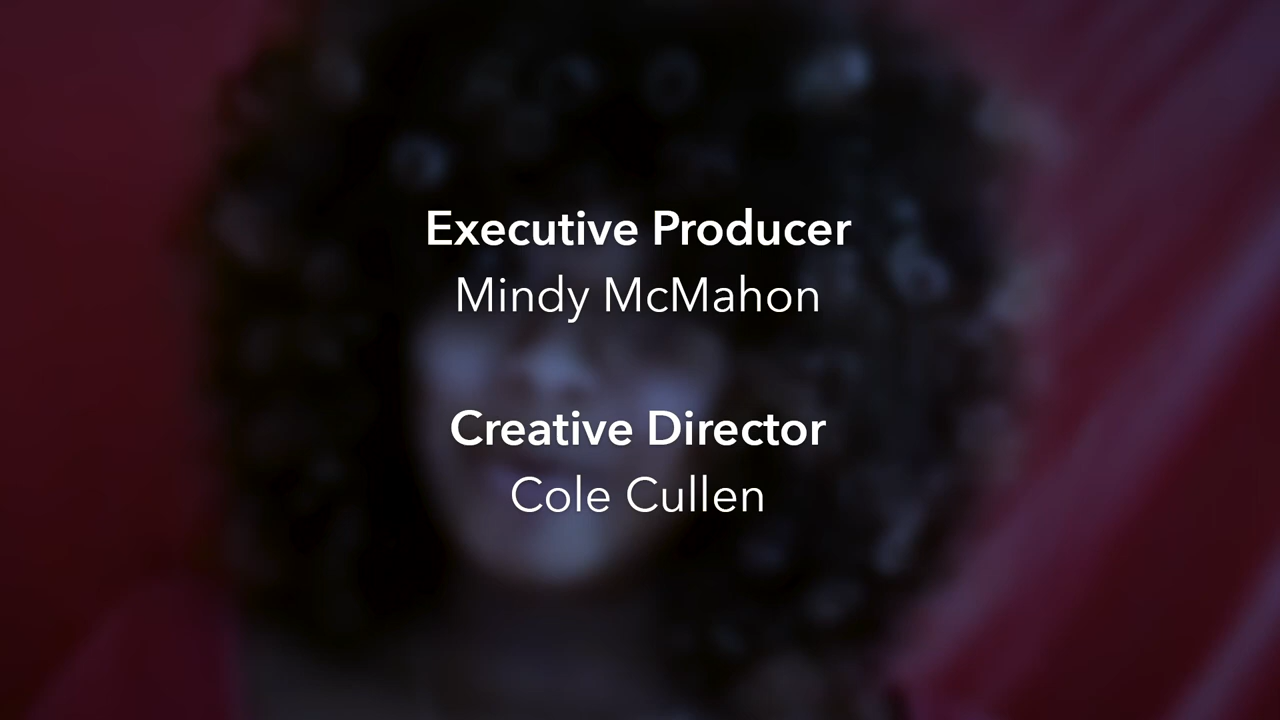 Executive Producer
Mindy McMahon
Creative Director
Cole Cullen